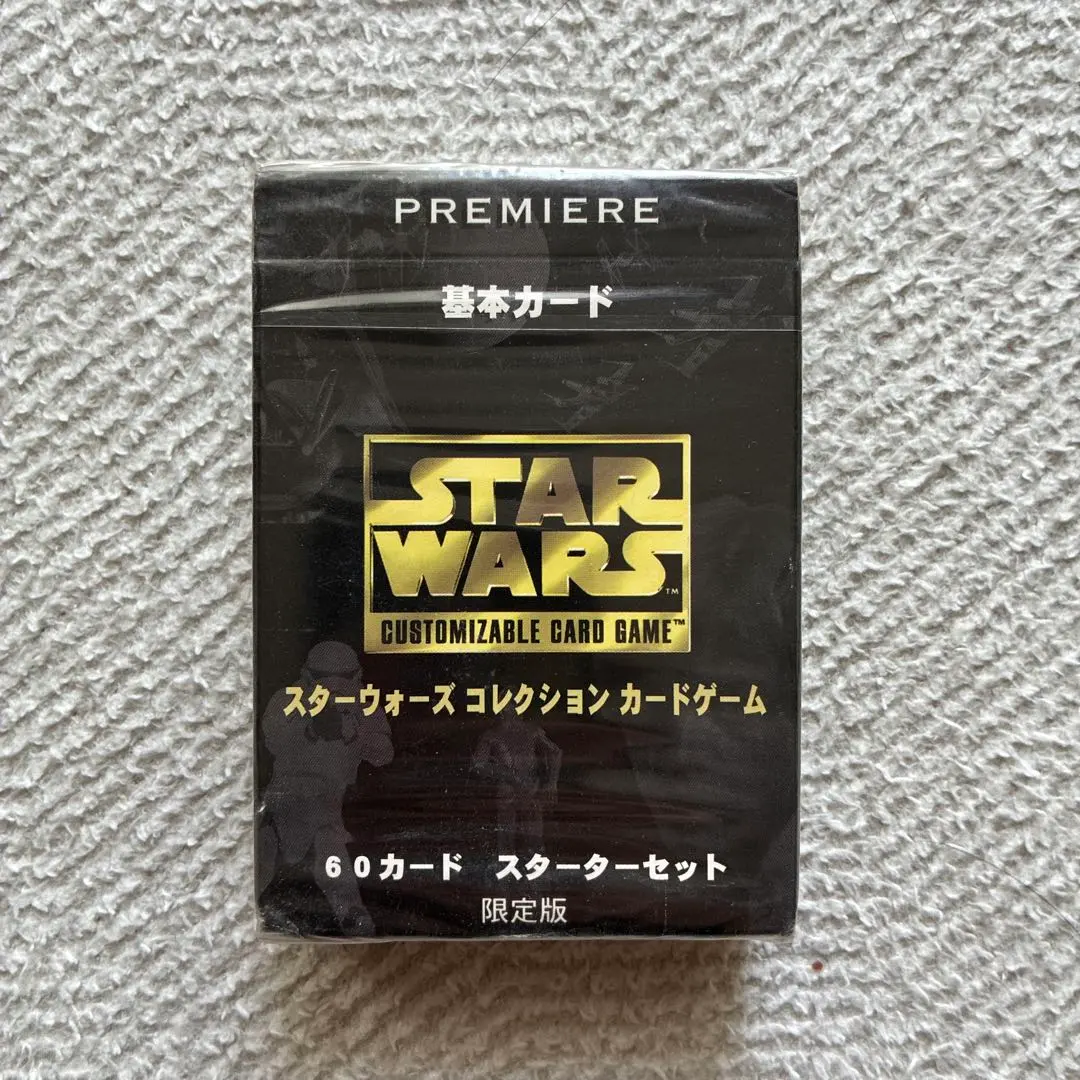 PREMIERE
基本カード
STAR
WARS™
CUSTOMIZABLE CARD GAME™
スターウォーズ コレクション カードゲーム
60カード スターターセット
限定版